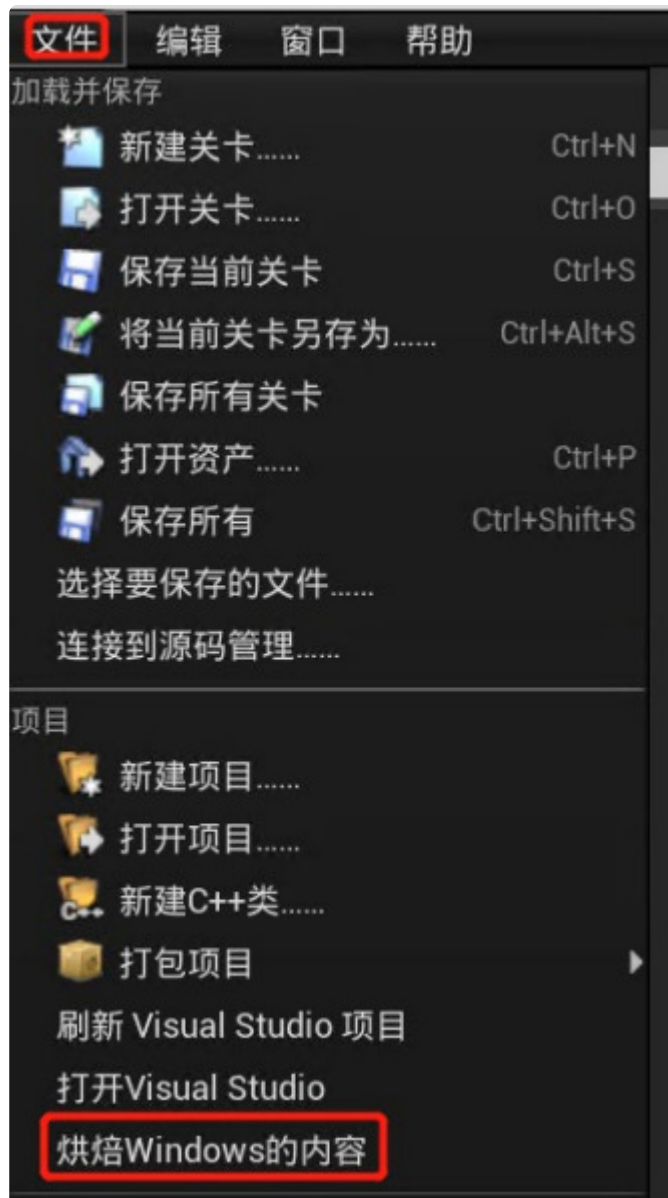 文件 编辑 窗口 帮助
加载并保存
新建关卡…… Ctrl+N
打开关卡…… Ctrl+O
保存当前关卡 Ctrl+S
将当前关卡另存为…… Ctrl+Alt+S
保存所有关卡
打开资产…… Ctrl+P
保存所有 Ctrl+Shift+S
选择要保存的文件……
连接到源码管理……
项目
新建项目……
打开项目……
C++ 新建C++类……
打包项目
刷新 Visual Studio 项目
打开Visual Studio
烘焙Windows的内容